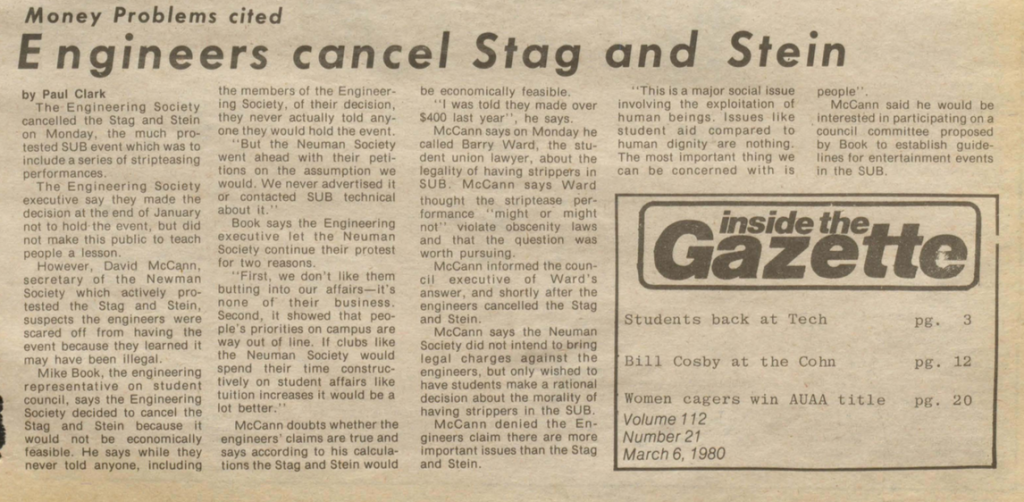 Money Problems cited
Engineers cancel Stag and Stein
by Paul Clark
The Engineering Society
cancelled the Stag and Stein
on Monday, the much pro-
tested SUB event which was to
include a series of stripteasing
performances.
The Engineering Society
executive say they made the
decision at the end of January
not to hold the event, but did
not make this public to teach
people a lesson.
However, David McCann,
secretary of the Newman
Society which actively pro-
tested the Stag and Stein,
suspects the engineers were
scared off from having the
event because they learned it
may have been illegal.
Mike Book, the engineering
representative on student
council, says the Engineering
Society decided to cancel the
Stag and Stein because it
would not be economically
feasible. He says while they
never told anyone, including
the members of the Engineer-
ing Society, of their decision,
they never actually told any-
one they would hold the event.
"But the Neuman Society
went ahead with their peti-
tions on the assumption we
would. We never advertised it
or contacted SUB technical
about it."
Book says the Engineering
executive let the Neuman
Society continue their protest
for two reasons.
"First, we don't like them
butting into our affairs—it's
none of their business.
Second, it showed that peo-
ple's priorities on campus are
way out of line. If clubs like
the Neuman Society would
spend their time construc-
tively on student affairs like
tuition increases it would be a
lot better."
McCann doubts whether the
engineers' claims are true and
says according to his calcula-
tions the Stag and Stein would
be economically feasible.
"I was told they made over
$400 last year", he says.
McCann says on Monday he
called Barry Ward, the stu-
dent union lawyer, about the
legality of having strippers in
SUB. McCann says Ward
thought the striptease per-
formance "might or might
not" violate obscenity laws
and that the question was
worth pursuing.
McCann informed the coun-
cil executive of Ward's
answer, and shortly after the
engineers cancelled the Stag
and Stein.
McCann says the Neuman
Society did not intend to bring
legal charges against the
engineers, but only wished to
have students make a rational
decision about the morality of
having strippers in the SUB.
McCann denied the En-
gineers claim there are more
important issues than the Stag
and Stein.
"This is a major social issue
involving the exploitation of
human beings. Issues like
student aid compared to
human dignity are nothing.
The most important thing we
can be concerned with is
people".
McCann said he would be
interested in participating on a
council committee proposed
by Book to establish guide-
lines for entertainment events
in the SUB.
inside the
Gazette
Students back at Tech pg. 3
Bill Cosby at the Cohn pg. 12
Women cagers win AUAA title pg. 20
Volume 112
Number 21
March 6, 1980